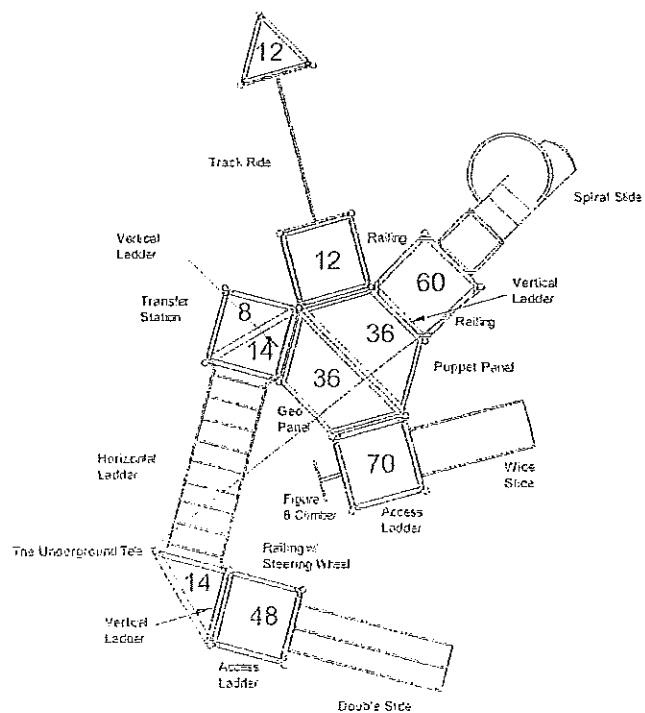 12
Track Ride
Spiral Slide
Vertical
Ladder
Railing
12
60
Transfer
Station
8
14
36
36
Vertical
Ladder
Railing
Puppet Panel
Geo
Panel
Horizontal
Ladder
70
Wide
Slide
Figure
8 Climber
Access
Ladder
The Underground Tele
Railing w/
Steering Wheel
14
48
Vertical
Ladder
Access
Ladder
Double Slide